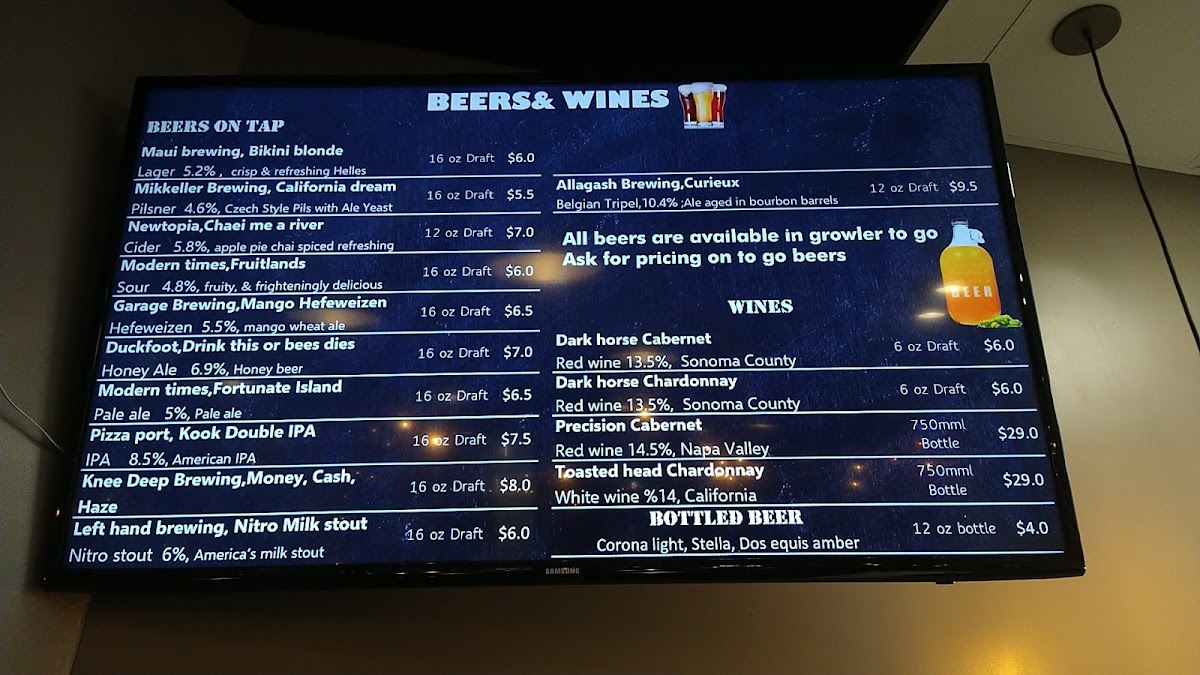 BEERS& WINES
BEERS ON TAP
Maui brewing, Bikini blonde
16 oz Draft $6.0
Lager 5.2% , crisp & refreshing Helles
Mikkeller Brewing, California dream
16 oz Draft $5.5
Pilsner 4.6%, Czech Style Pils with Ale Yeast
Newtopia,Chaei me a river
12 oz Draft $7.0
Cider 5.8%, apple pie chai spiced refreshing
Modern times,Fruitlands
16 oz Draft $6.0
Sour 4.8%, fruity, & frighteningly delicious
Garage Brewing,Mango Hefeweizen
16 oz Draft $6.5
Hefeweizen 5.5%, mango wheat ale
Duckfoot,Drink this or bees dies
16 oz Draft $7.0
Honey Ale 6.9%, Honey beer
Modern times,Fortunate Island
16 oz Draft $6.5
Pale ale 5%, Pale ale
Pizza port, Kook Double IPA
16 oz Draft $7.5
IPA 8.5%, American IPA
Knee Deep Brewing,Money, Cash,
16 oz Draft $8.0
Haze
Left hand brewing, Nitro Milk stout
16 oz Draft $6.0
Nitro stout 6%, America's milk stout
Allagash Brewing,Curieux
12 oz Draft $9.5
Belgian Tripel,10.4% ;Ale aged in bourbon barrels
All beers are available in growler to go
Ask for pricing on to go beers
BEER
WINES
Dark horse Cabernet
6 oz Draft $6.0
Red wine 13.5%, Sonoma County
Dark horse Chardonnay
6 oz Draft $6.0
Red wine 13.5%, Sonoma County
Precision Cabernet
750mml
Bottle
$29.0
Red wine 14.5%, Napa Valley
Toasted head Chardonnay
750mml
Bottle
$29.0
White wine %14, California
BOTTLED BEER
12 oz bottle $4.0
Corona light, Stella, Dos equis amber
SAMSUNG